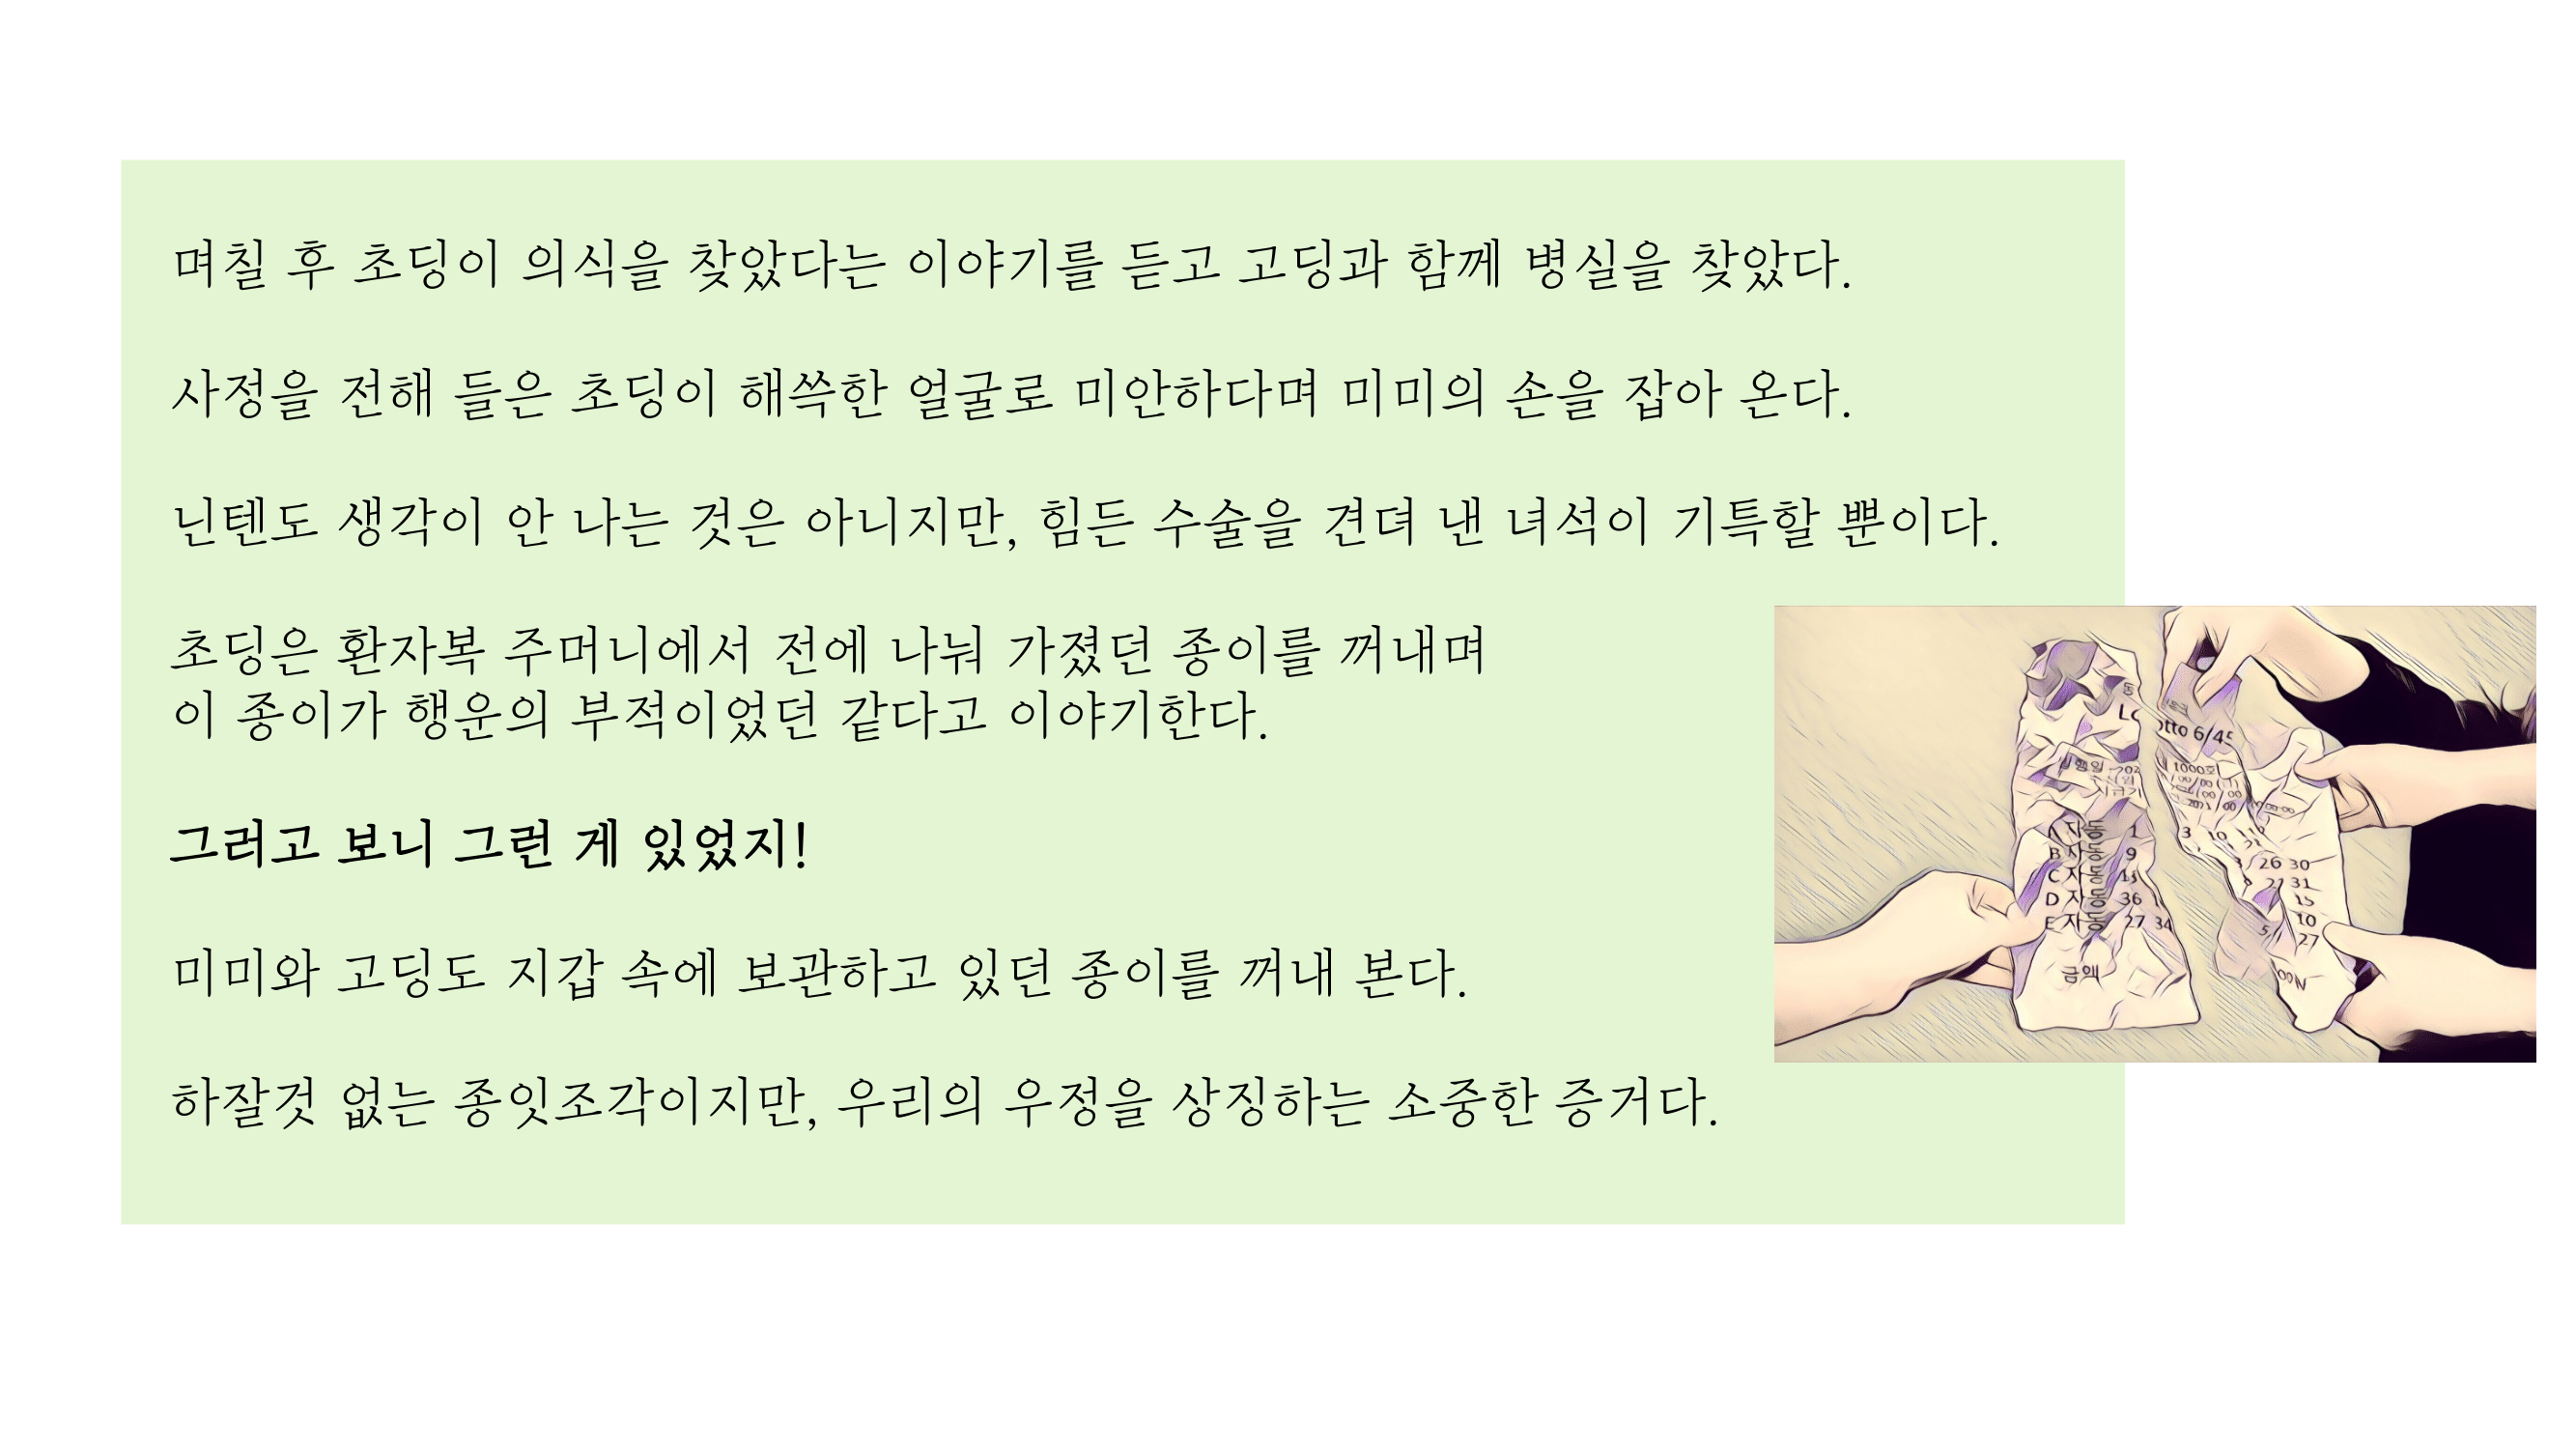 며칠 후 초딩이 의식을 찾았다는 이야기를 듣고 고딩과 함께 병실을 찾았다.
사정을 전해 들은 초딩이 해쓱한 얼굴로 미안하다며 미미의 손을 잡아 온다.
닌텐도 생각이 안 나는 것은 아니지만, 힘든 수술을 견뎌 낸 녀석이 기특할 뿐이다.
초딩은 환자복 주머니에서 전에 나눠 가졌던 종이를 꺼내며
이 종이가 행운의 부적이었던 같다고 이야기한다.
그러고 보니 그런 게 있었지!
미미와 고딩도 지갑 속에 보관하고 있던 종이를 꺼내 본다.
하잘것 없는 종잇조각이지만, 우리의 우정을 상징하는 소중한 증거다.
otto 6/45
A 자동 1
B 자동 9
C 자동
D 자동 36
E 자동 27 34
금액
3 10
26 30
31
15
10
27